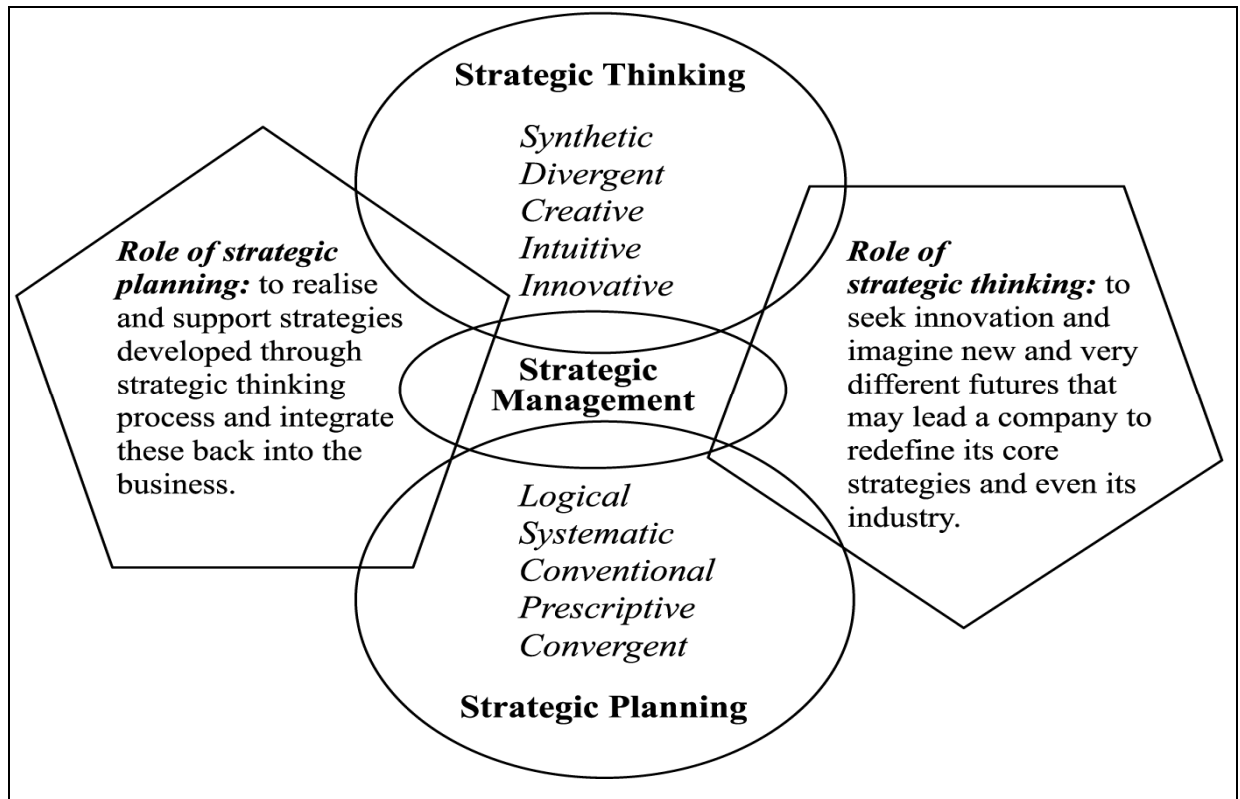 Strategic Thinking
Synthetic
Divergent
Creative
Intuitive
Innovative
Role of strategic
planning: to realise
and support strategies
developed through
strategic thinking
process and integrate
these back into the
business.
Strategic
Management
Role of
strategic thinking: to
seek innovation and
imagine new and very
different futures that
may lead a company to
redefine its core
strategies and even its
industry.
Logical
Systematic
Conventional
Prescriptive
Convergent
Strategic Planning